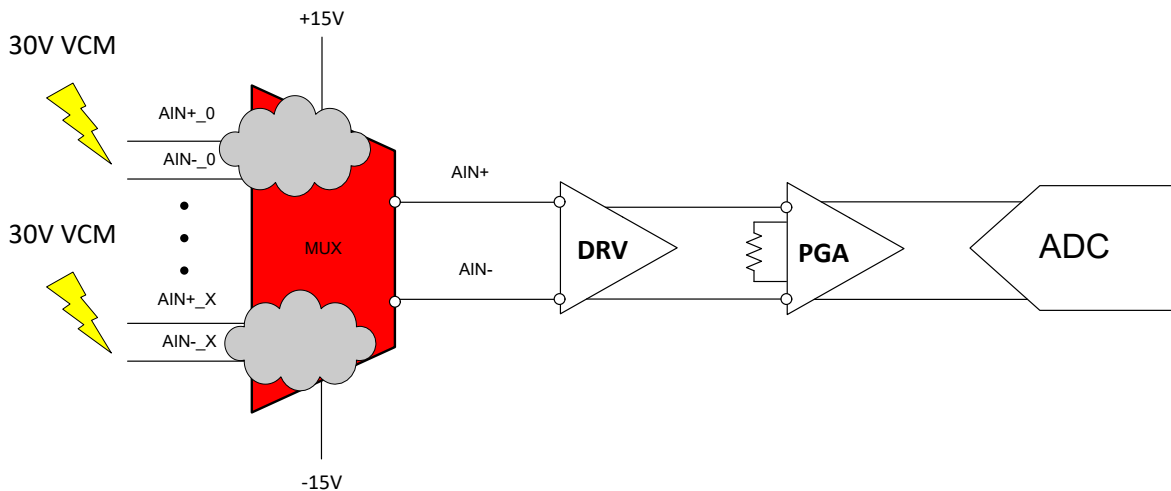 +15V
30V VCM
AIN+_0
AIN-_0
AIN+
DRV
PGA
ADC
30V VCM
MUX
AIN-
AIN+_X
AIN-_X
-15V